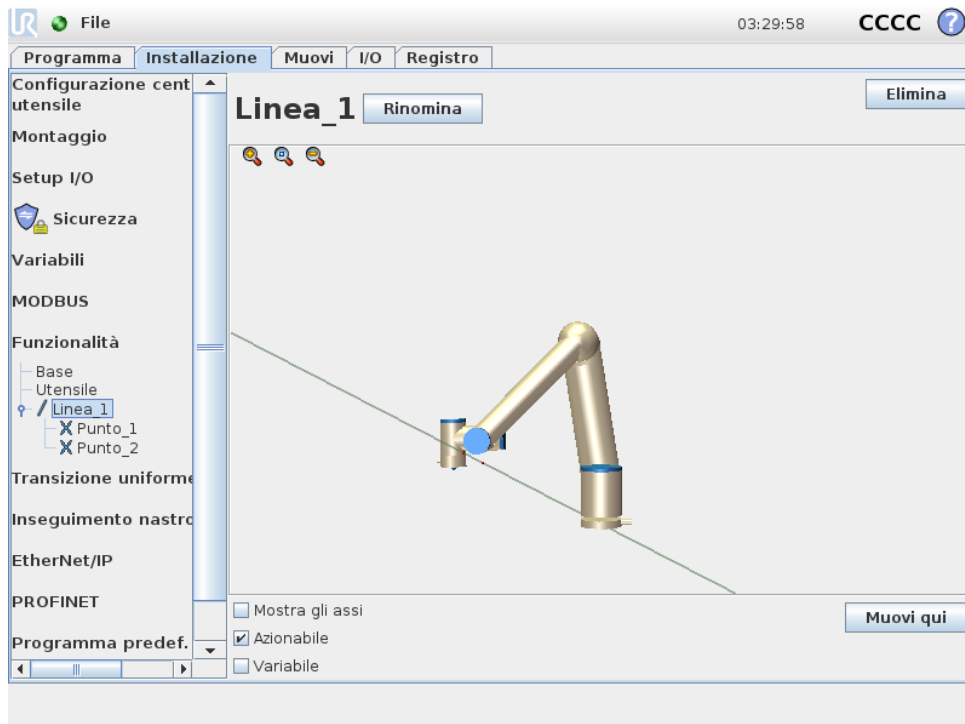 UR File 03:29:58 CCCC ?
Programma Installazione Muovi I/O Registro
Configurazione cent
utensile
Montaggio
Setup I/O
Sicurezza
Variabili
MODBUS
Funzionalità
Base
Utensile
Linea_1
Punto_1
Punto_2
Transizione uniforme
Inseguimento nastro
EtherNet/IP
PROFINET
Programma predef.
Linea_1 Rinomina Elimina
Mostra gli assi
Azionabile
Variabile
Muovi qui